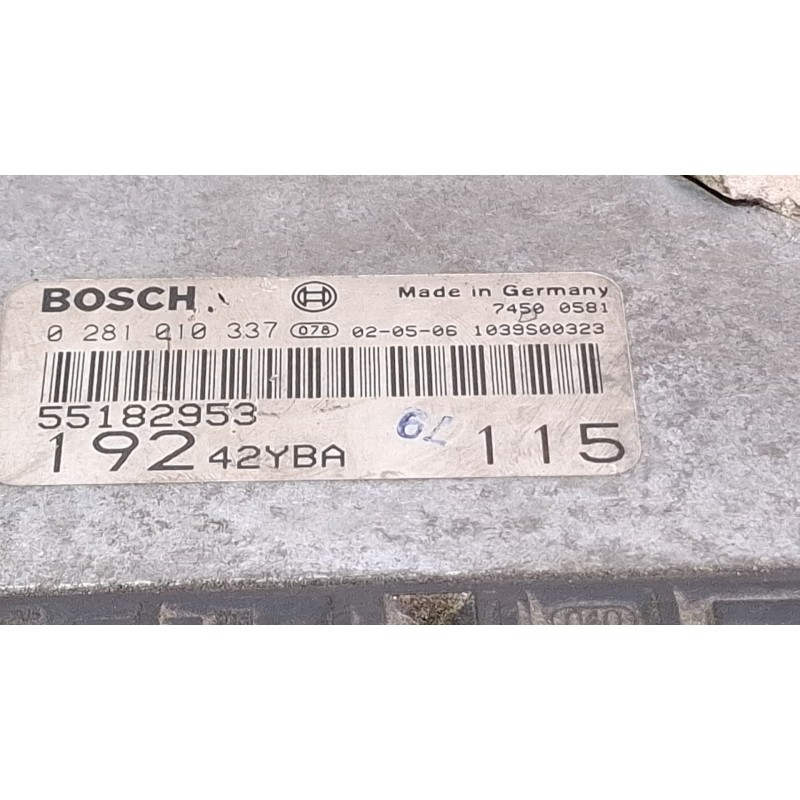 BOSCH
Made in Germany
7450 0581
0 281 010 337 078 02-05-06 1039S00323
55182953
192 42YBA 115